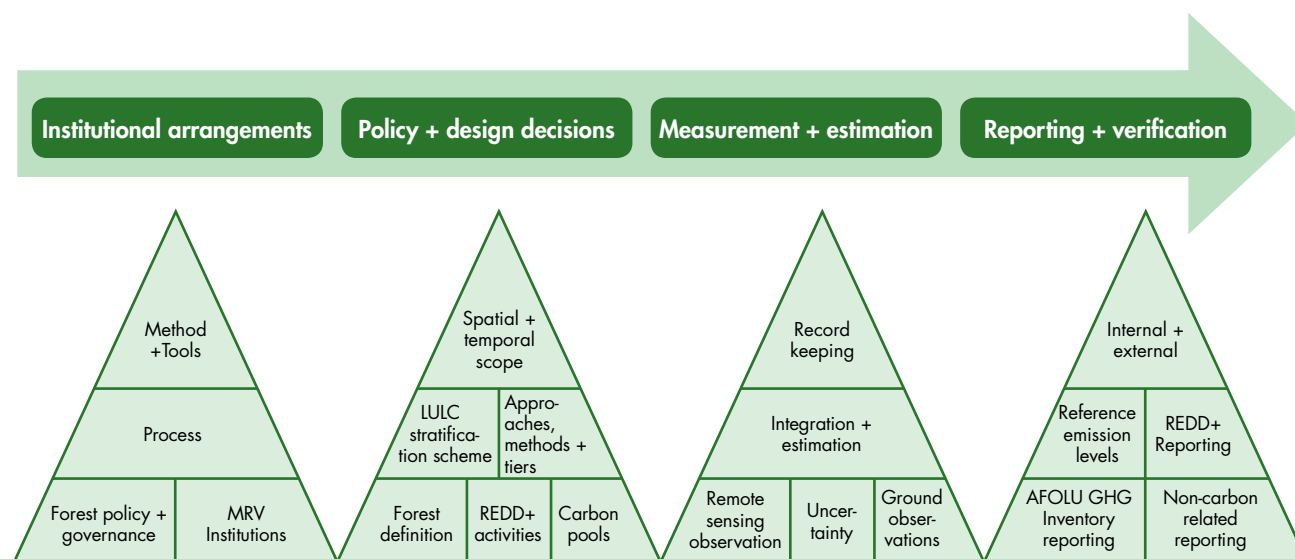 Institutional arrangements
Policy + design decisions
Measurement + estimation
Reporting + verification
Method
+Tools
Process
Forest policy +
governance
MRV
Institutions
Spatial +
temporal
scope
LULC
stratifica-
tion scheme
Appro-
aches,
methods +
tiers
Forest
definition
REDD+
activities
Carbon
pools
Record
keeping
Integration +
estimation
Remote
sensing
observation
Uncer-
tainty
Ground
obser-
vations
Internal +
external
Reference
emission
levels
REDD+
Reporting
AFOLU GHG
Inventory
reporting
Non-carbon
related
reporting